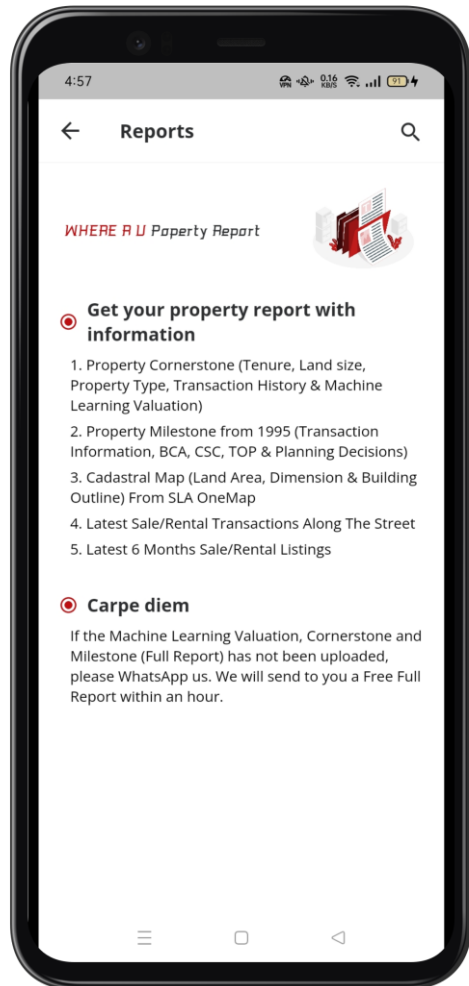 4:57
VPN 0.16 KB/S 91
Reports
WHERE R U Poperty Report
Get your property report with
information
1. Property Cornerstone (Tenure, Land size,
Property Type, Transaction History & Machine
Learning Valuation)
2. Property Milestone from 1995 (Transaction
Information, BCA, CSC, TOP & Planning Decisions)
3. Cadastral Map (Land Area, Dimension & Building
Outline) From SLA OneMap
4. Latest Sale/Rental Transactions Along The Street
5. Latest 6 Months Sale/Rental Listings
Carpe diem
If the Machine Learning Valuation, Cornerstone and
Milestone (Full Report) has not been uploaded,
please WhatsApp us. We will send to you a Free Full
Report within an hour.